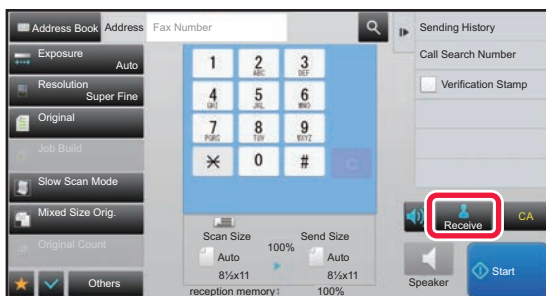 Address Book
Address
Fax Number
Sending History
Call Search Number
Verification Stamp
Exposure
Auto
Resolution
Super Fine
Original
Job Build
Slow Scan Mode
Mixed Size Orig.
Original Count
Others
1
2
ABC
3
DEF
4
GHI
5
JKL
6
MNO
7
PQRS
8
TUV
9
WXYZ
0
#
C
Scan Size
100%
Send Size
Auto
Auto
8½x11
8½x11
reception memory:
100%
Receive
CA
Speaker
Start